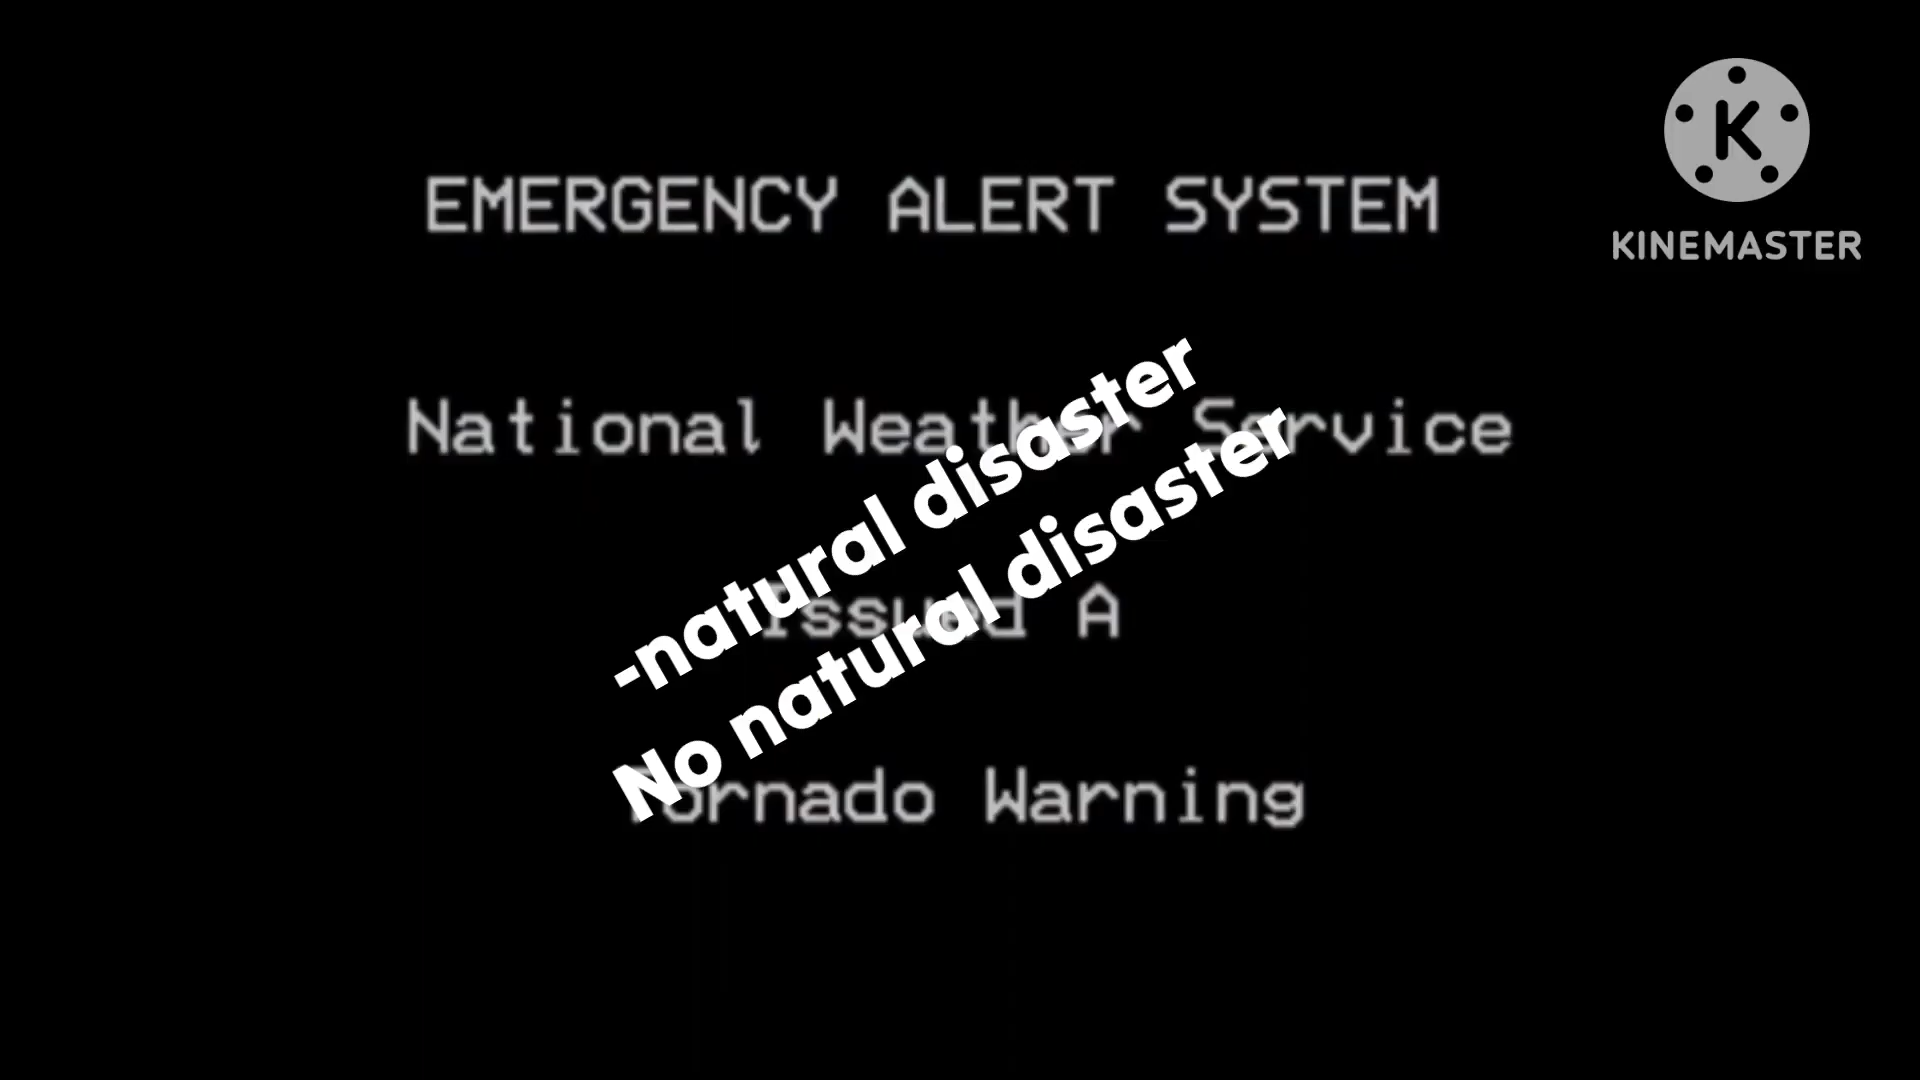 EMERGENCY ALERT SYSTEM
K
KINEMASTER
National Weather Service
-natural disaster
No natural disaster
Issued A
Tornado Warning